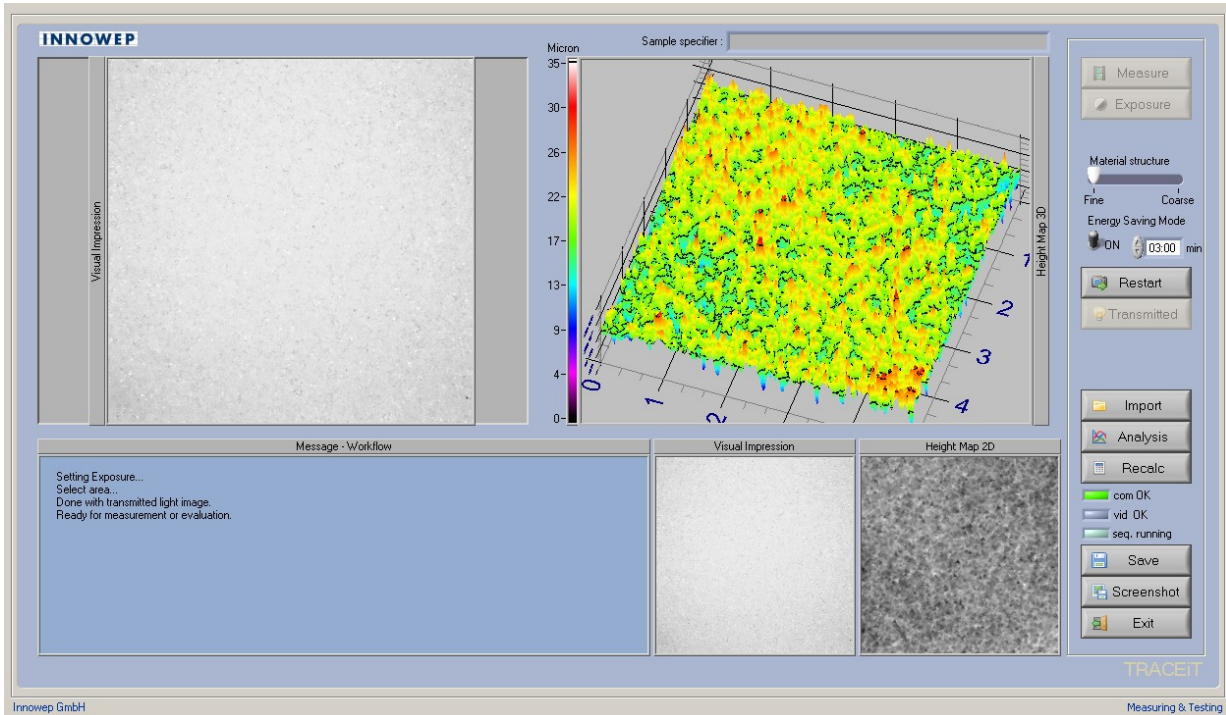 INNOWEP
Sample specifier :
Visual Impression
Micron
35-
30-
26-
22-
17-
13-
9-
4-
0-
0
1
2
1
2
3
4
Height Map 3D
Measure
Exposure
Material structure
Fine Coarse
Energy Saving Mode
ON 03:00 min
Restart
Transmitted
Import
Analysis
Recalc
com OK
vid OK
seq. running
Save
Screenshot
Exit
Message - Workflow
Setting Exposure...
Select area...
Done with transmitted light image.
Ready for measurement or evaluation.
Visual Impression
Height Map 2D
TRACEiT
Innowep GmbH
Measuring & Testing